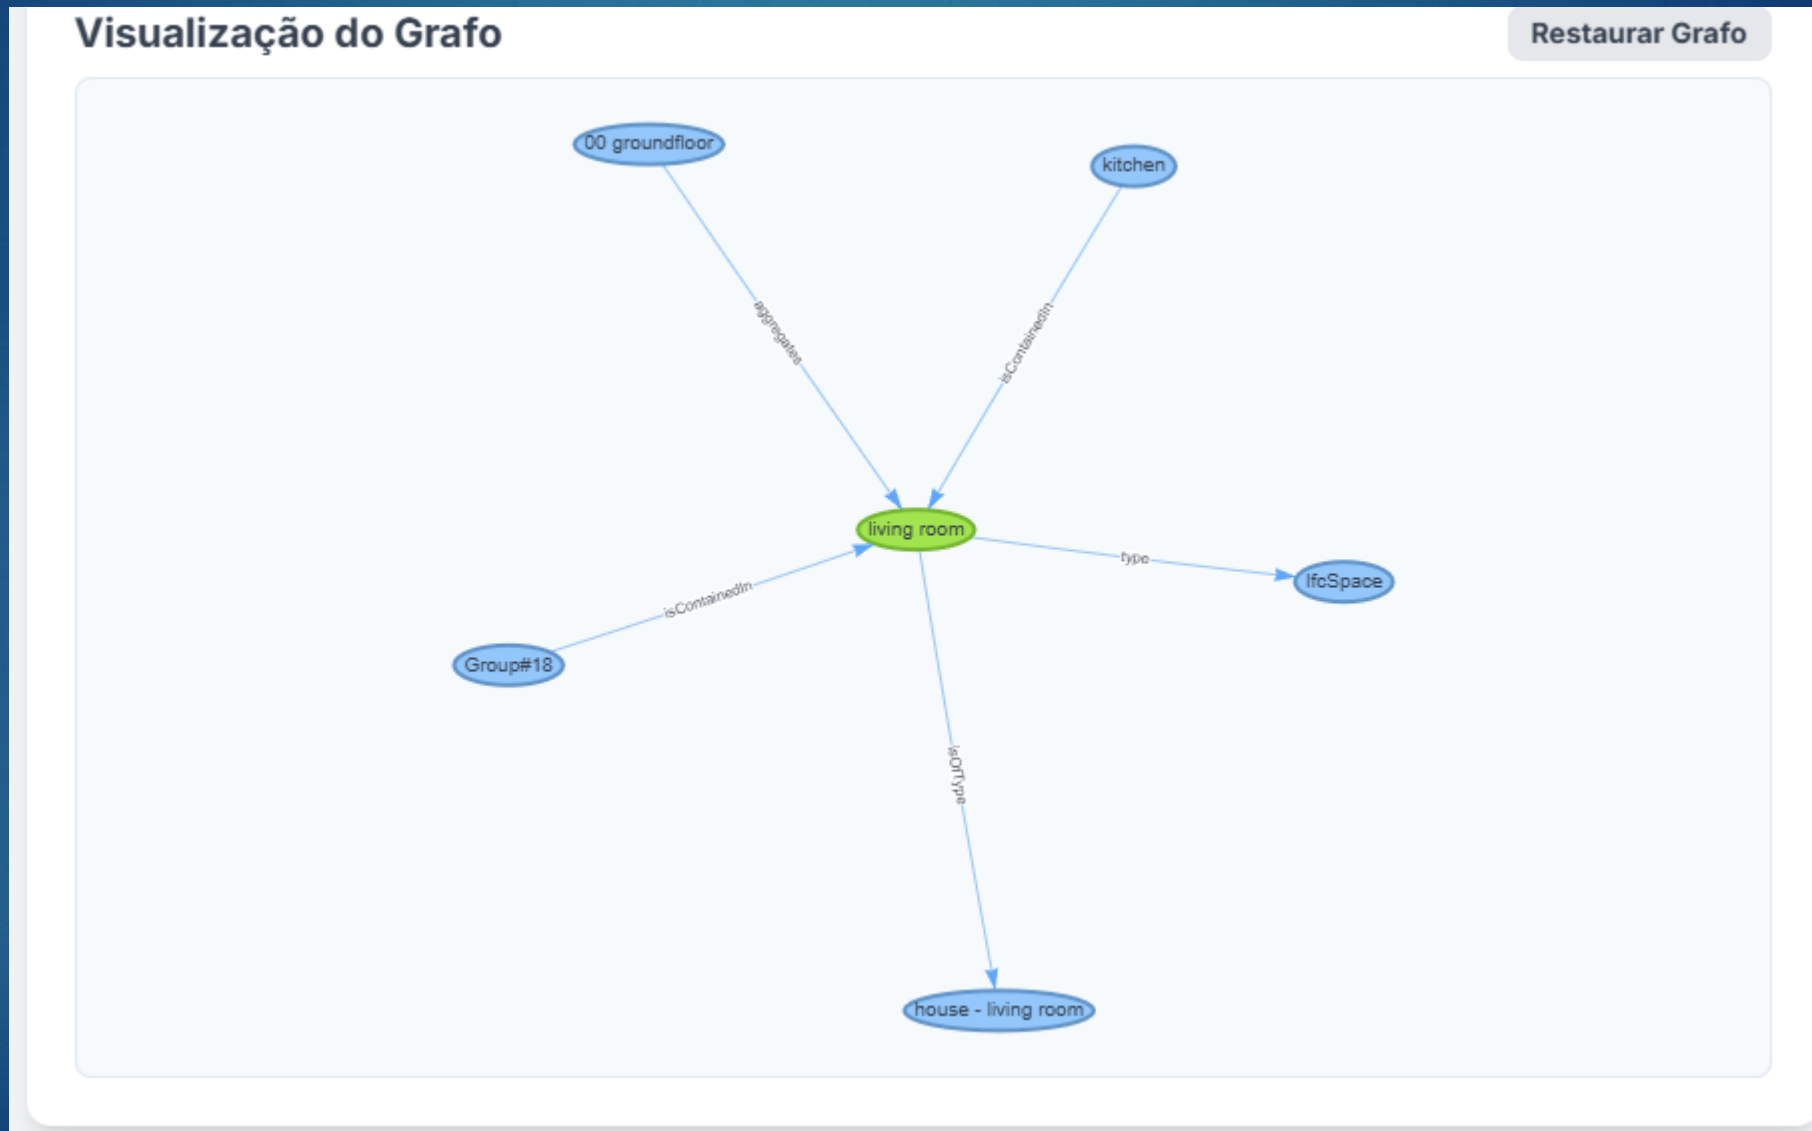 Visualização do Grafo
Restaurar Grafo
00 groundfloor
kitchen
aggregates
isContainedIn
living room
type
IfcSpace
isContainedIn
Group#18
isOfType
house - living room